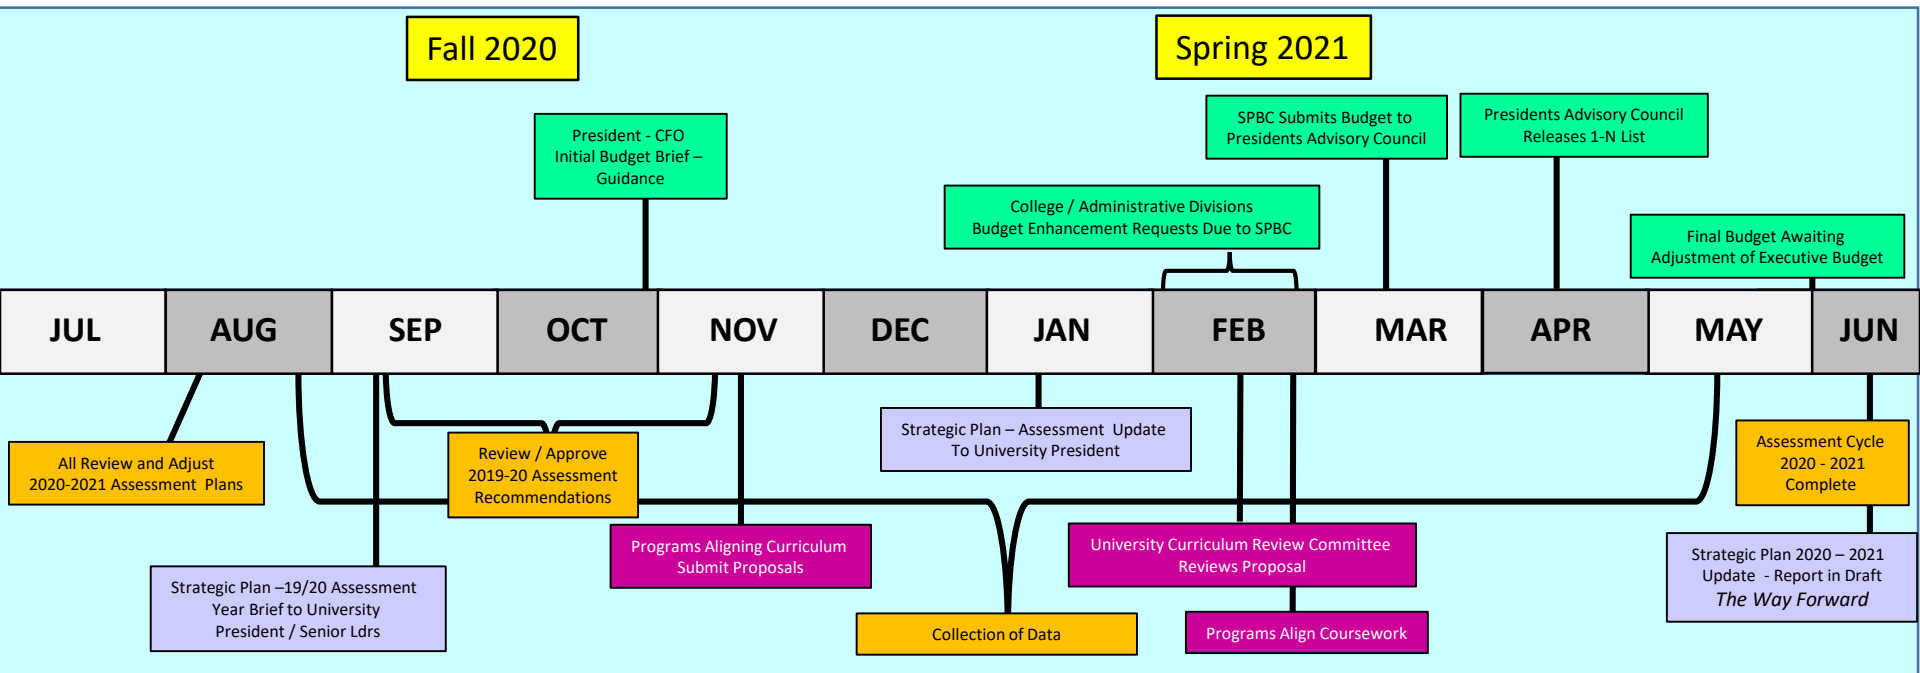 Fall 2020
Spring 2021
President - CFO
Initial Budget Brief –
Guidance
SPBC Submits Budget to
Presidents Advisory Council
Presidents Advisory Council
Releases 1-N List
College / Administrative Divisions
Budget Enhancement Requests Due to SPBC
Final Budget Awaiting
Adjustment of Executive Budget
JUL
AUG
SEP
OCT
NOV
DEC
JAN
FEB
MAR
APR
MAY
JUN
All Review and Adjust
2020-2021 Assessment Plans
Review / Approve
2019-20 Assessment
Recommendations
Strategic Plan – Assessment Update
To University President
Assessment Cycle
2020 - 2021
Complete
Programs Aligning Curriculum
Submit Proposals
University Curriculum Review Committee
Reviews Proposal
Strategic Plan 2020 – 2021
Update - Report in Draft
The Way Forward
Strategic Plan –19/20 Assessment
Year Brief to University
President / Senior Ldrs
Collection of Data
Programs Align Coursework